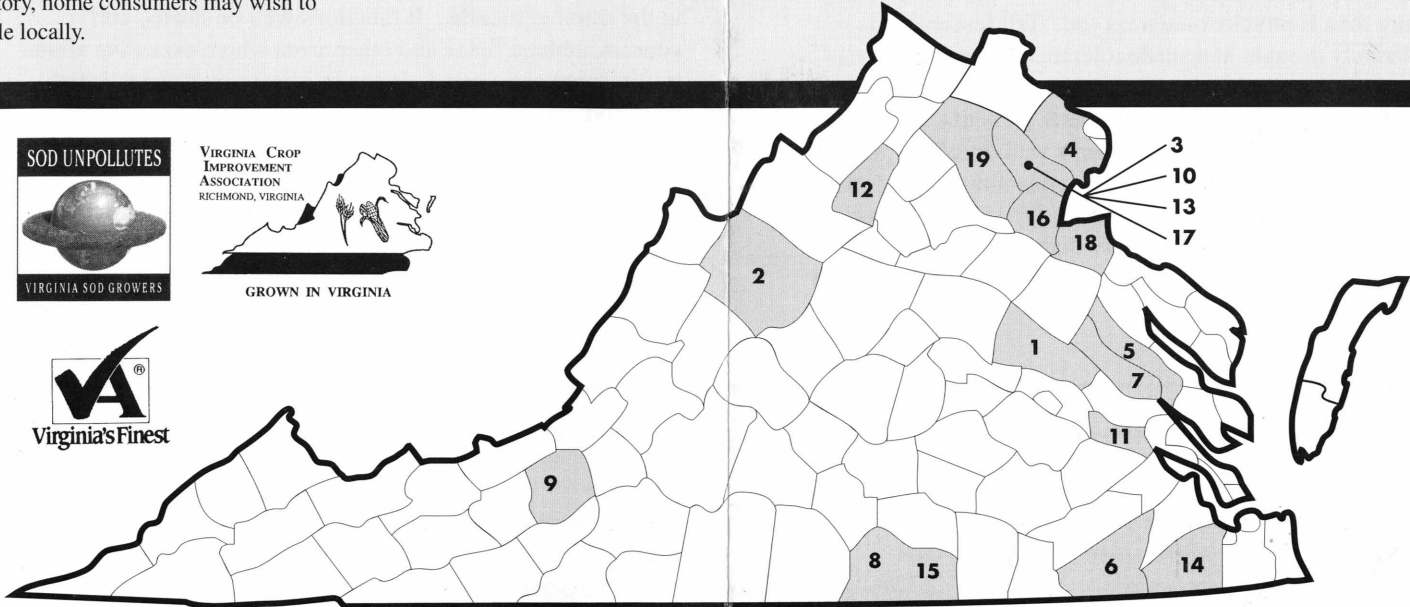 tory, home consumers may wish to
le locally.
SOD UNPOLLUTES
VIRGINIA SOD GROWERS
VIRGINIA CROP
IMPROVEMENT
ASSOCIATION
RICHMOND, VIRGINIA
GROWN IN VIRGINIA
VA®
Virginia's Finest
3
10
13
17
4
19
12
16
18
2
1
5
7
11
9
8
15
6
14